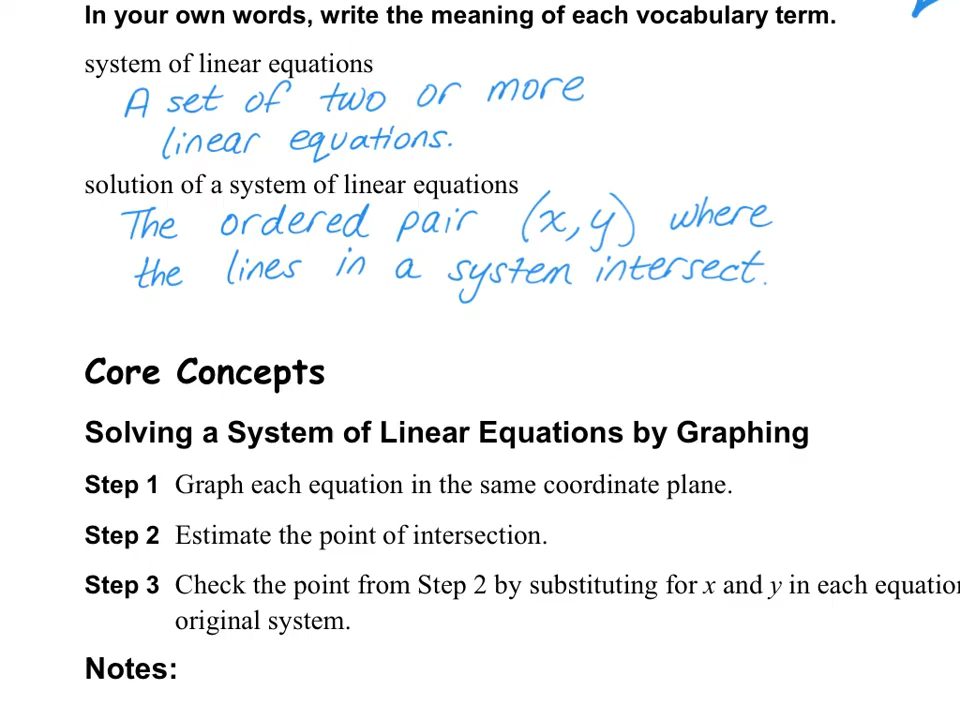 In your own words, write the meaning of each vocabulary term.
system of linear equations
A set of two or more
linear equations.
solution of a system of linear equations
The ordered pair (x, y) where
the lines in a system intersect.
Core Concepts
Solving a System of Linear Equations by Graphing
Step 1 Graph each equation in the same coordinate plane.
Step 2 Estimate the point of intersection.
Step 3 Check the point from Step 2 by substituting for x and y in each equation
original system.
Notes: